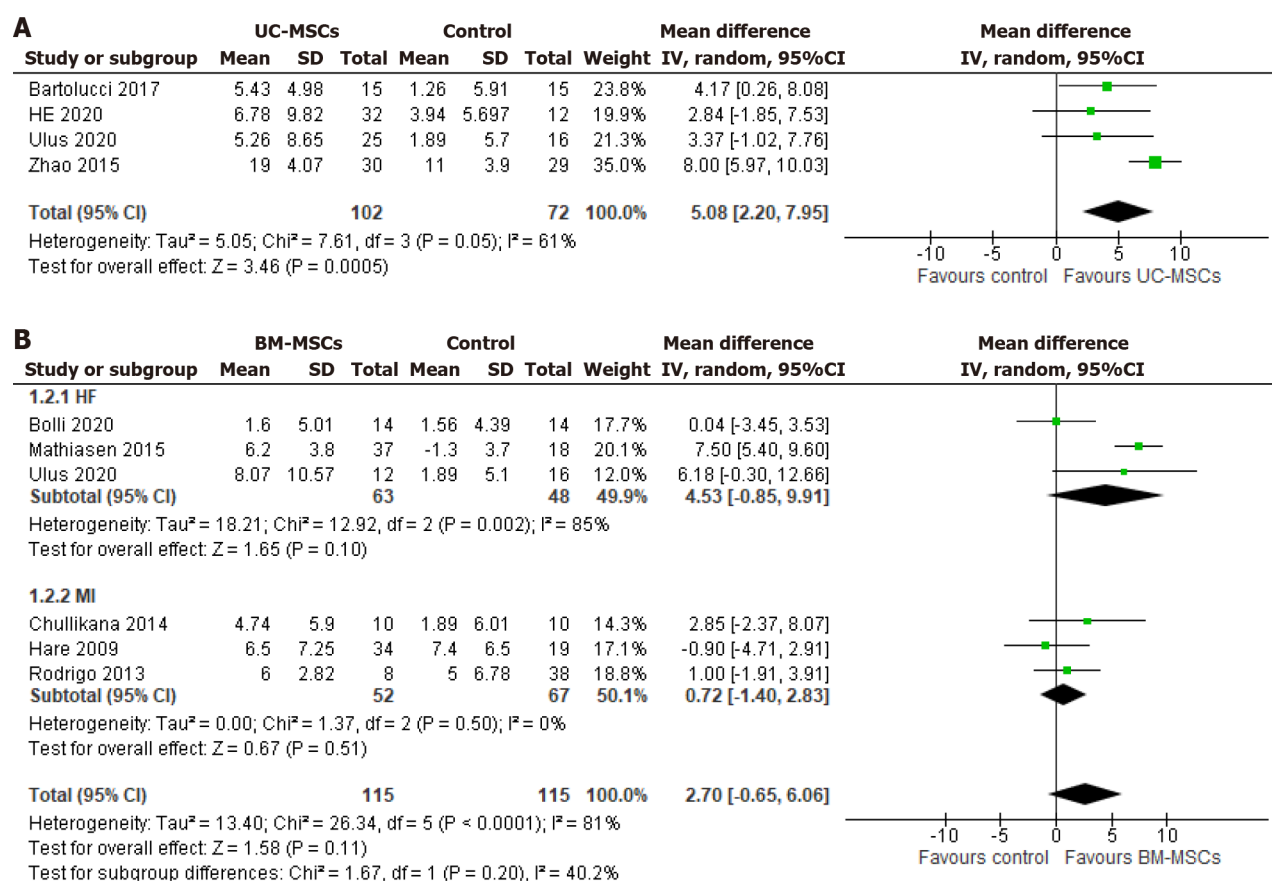 A
UC-MSCs Control Mean difference Mean difference
Study or subgroup Mean SD Total Mean SD Total Weight IV, random, 95%CI IV, random, 95%CI
Bartolucci 2017 5.43 4.98 15 1.26 5.91 15 23.8% 4.17 [0.26, 8.08]
HE 2020 6.78 9.82 32 3.94 5.697 12 19.9% 2.84 [-1.85, 7.53]
Ulus 2020 5.26 8.65 25 1.89 5.7 16 21.3% 3.37 [-1.02, 7.76]
Zhao 2015 19 4.07 30 11 3.9 29 35.0% 8.00 [5.97, 10.03]
Total (95% CI) 102 72 100.0% 5.08 [2.20, 7.95]
Heterogeneity: Tau² = 5.05; Chi² = 7.61, df = 3 (P = 0.05); I² = 61%
Test for overall effect: Z = 3.46 (P = 0.0005)
-10 -5 0 5 10
Favours control Favours UC-MSCs
B
BM-MSCs Control Mean difference Mean difference
Study or subgroup Mean SD Total Mean SD Total Weight IV, random, 95%CI IV, random, 95%CI
1.2.1 HF
Bolli 2020 1.6 5.01 14 1.56 4.39 14 17.7% 0.04 [-3.45, 3.53]
Mathiasen 2015 6.2 3.8 37 -1.3 3.7 18 20.1% 7.50 [5.40, 9.60]
Ulus 2020 8.07 10.57 12 1.89 5.1 16 12.0% 6.18 [-0.30, 12.66]
Subtotal (95% CI) 63 48 49.9% 4.53 [-0.85, 9.91]
Heterogeneity: Tau² = 18.21; Chi² = 12.92, df = 2 (P = 0.002); I² = 85%
Test for overall effect: Z = 1.65 (P = 0.10)
1.2.2 MI
Chullikana 2014 4.74 5.9 10 1.89 6.01 10 14.3% 2.85 [-2.37, 8.07]
Hare 2009 6.5 7.25 34 7.4 6.5 19 17.1% -0.90 [-4.71, 2.91]
Rodrigo 2013 6 2.82 8 5 6.78 38 18.8% 1.00 [-1.91, 3.91]
Subtotal (95% CI) 52 67 50.1% 0.72 [-1.40, 2.83]
Heterogeneity: Tau² = 0.00; Chi² = 1.37, df = 2 (P = 0.50); I² = 0%
Test for overall effect: Z = 0.67 (P = 0.51)
Total (95% CI) 115 115 100.0% 2.70 [-0.65, 6.06]
Heterogeneity: Tau² = 13.40; Chi² = 26.34, df = 5 (P < 0.0001); I² = 81%
Test for overall effect: Z = 1.58 (P = 0.11)
Test for subgroup differences: Chi² = 1.67, df = 1 (P = 0.20), I² = 40.2%
-10 -5 0 5 10
Favours control Favours BM-MSCs